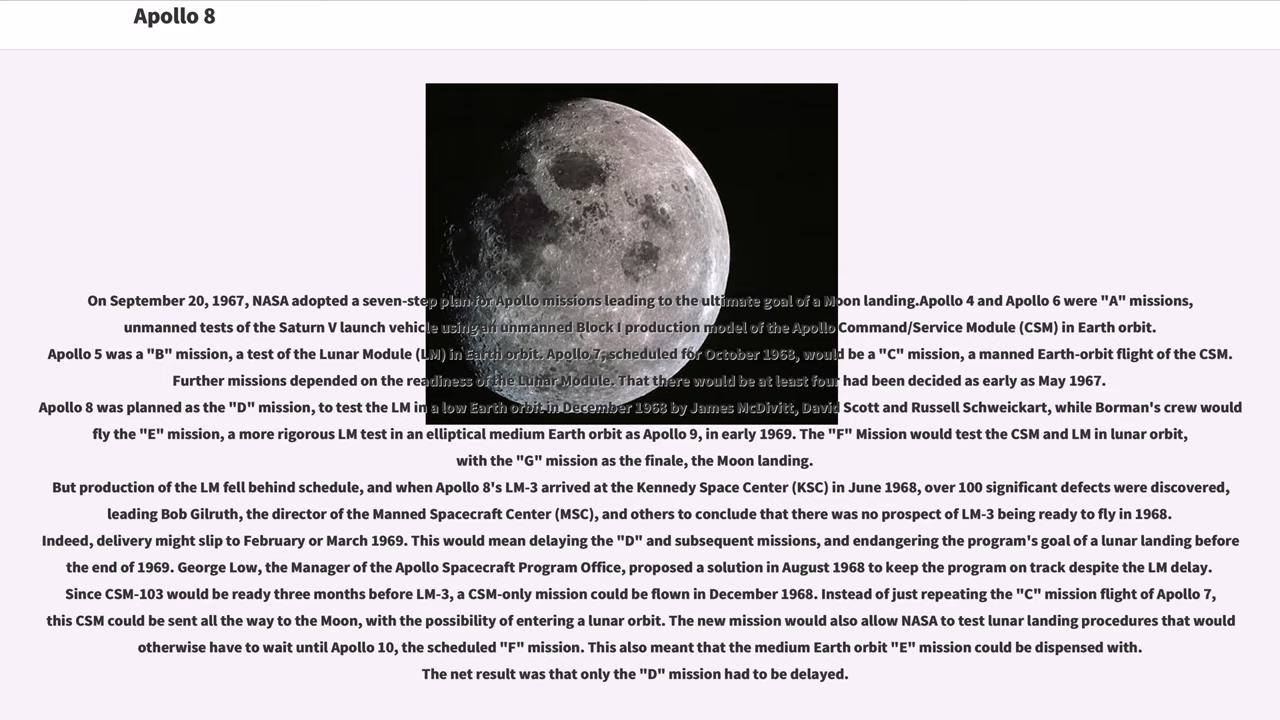 Apollo 8
On September 20, 1967, NASA adopted a seven-step plan for Apollo missions leading to the ultimate goal of a Moon landing.Apollo 4 and Apollo 6 were "A" missions,
unmanned tests of the Saturn V launch vehicle using an unmanned Block I production model of the Apollo Command/Service Module (CSM) in Earth orbit.
Apollo 5 was a "B" mission, a test of the Lunar Module (LM) in Earth orbit. Apollo 7, scheduled for October 1968, would be a "C" mission, a manned Earth-orbit flight of the CSM.
Further missions depended on the readiness of the Lunar Module. That there would be at least four had been decided as early as May 1967.
Apollo 8 was planned as the "D" mission, to test the LM in a low Earth orbit in December 1968 by James McDivitt, David Scott and Russell Schweickart, while Borman's crew would
fly the "E" mission, a more rigorous LM test in an elliptical medium Earth orbit as Apollo 9, in early 1969. The "F" Mission would test the CSM and LM in lunar orbit,
with the "G" mission as the finale, the Moon landing.
But production of the LM fell behind schedule, and when Apollo 8's LM-3 arrived at the Kennedy Space Center (KSC) in June 1968, over 100 significant defects were discovered,
leading Bob Gilruth, the director of the Manned Spacecraft Center (MSC), and others to conclude that there was no prospect of LM-3 being ready to fly in 1968.
Indeed, delivery might slip to February or March 1969. This would mean delaying the "D" and subsequent missions, and endangering the program's goal of a lunar landing before
the end of 1969. George Low, the Manager of the Apollo Spacecraft Program Office, proposed a solution in August 1968 to keep the program on track despite the LM delay.
Since CSM-103 would be ready three months before LM-3, a CSM-only mission could be flown in December 1968. Instead of just repeating the "C" mission flight of Apollo 7,
this CSM could be sent all the way to the Moon, with the possibility of entering a lunar orbit. The new mission would also allow NASA to test lunar landing procedures that would
otherwise have to wait until Apollo 10, the scheduled "F" mission. This also meant that the medium Earth orbit "E" mission could be dispensed with.
The net result was that only the "D" mission had to be delayed.